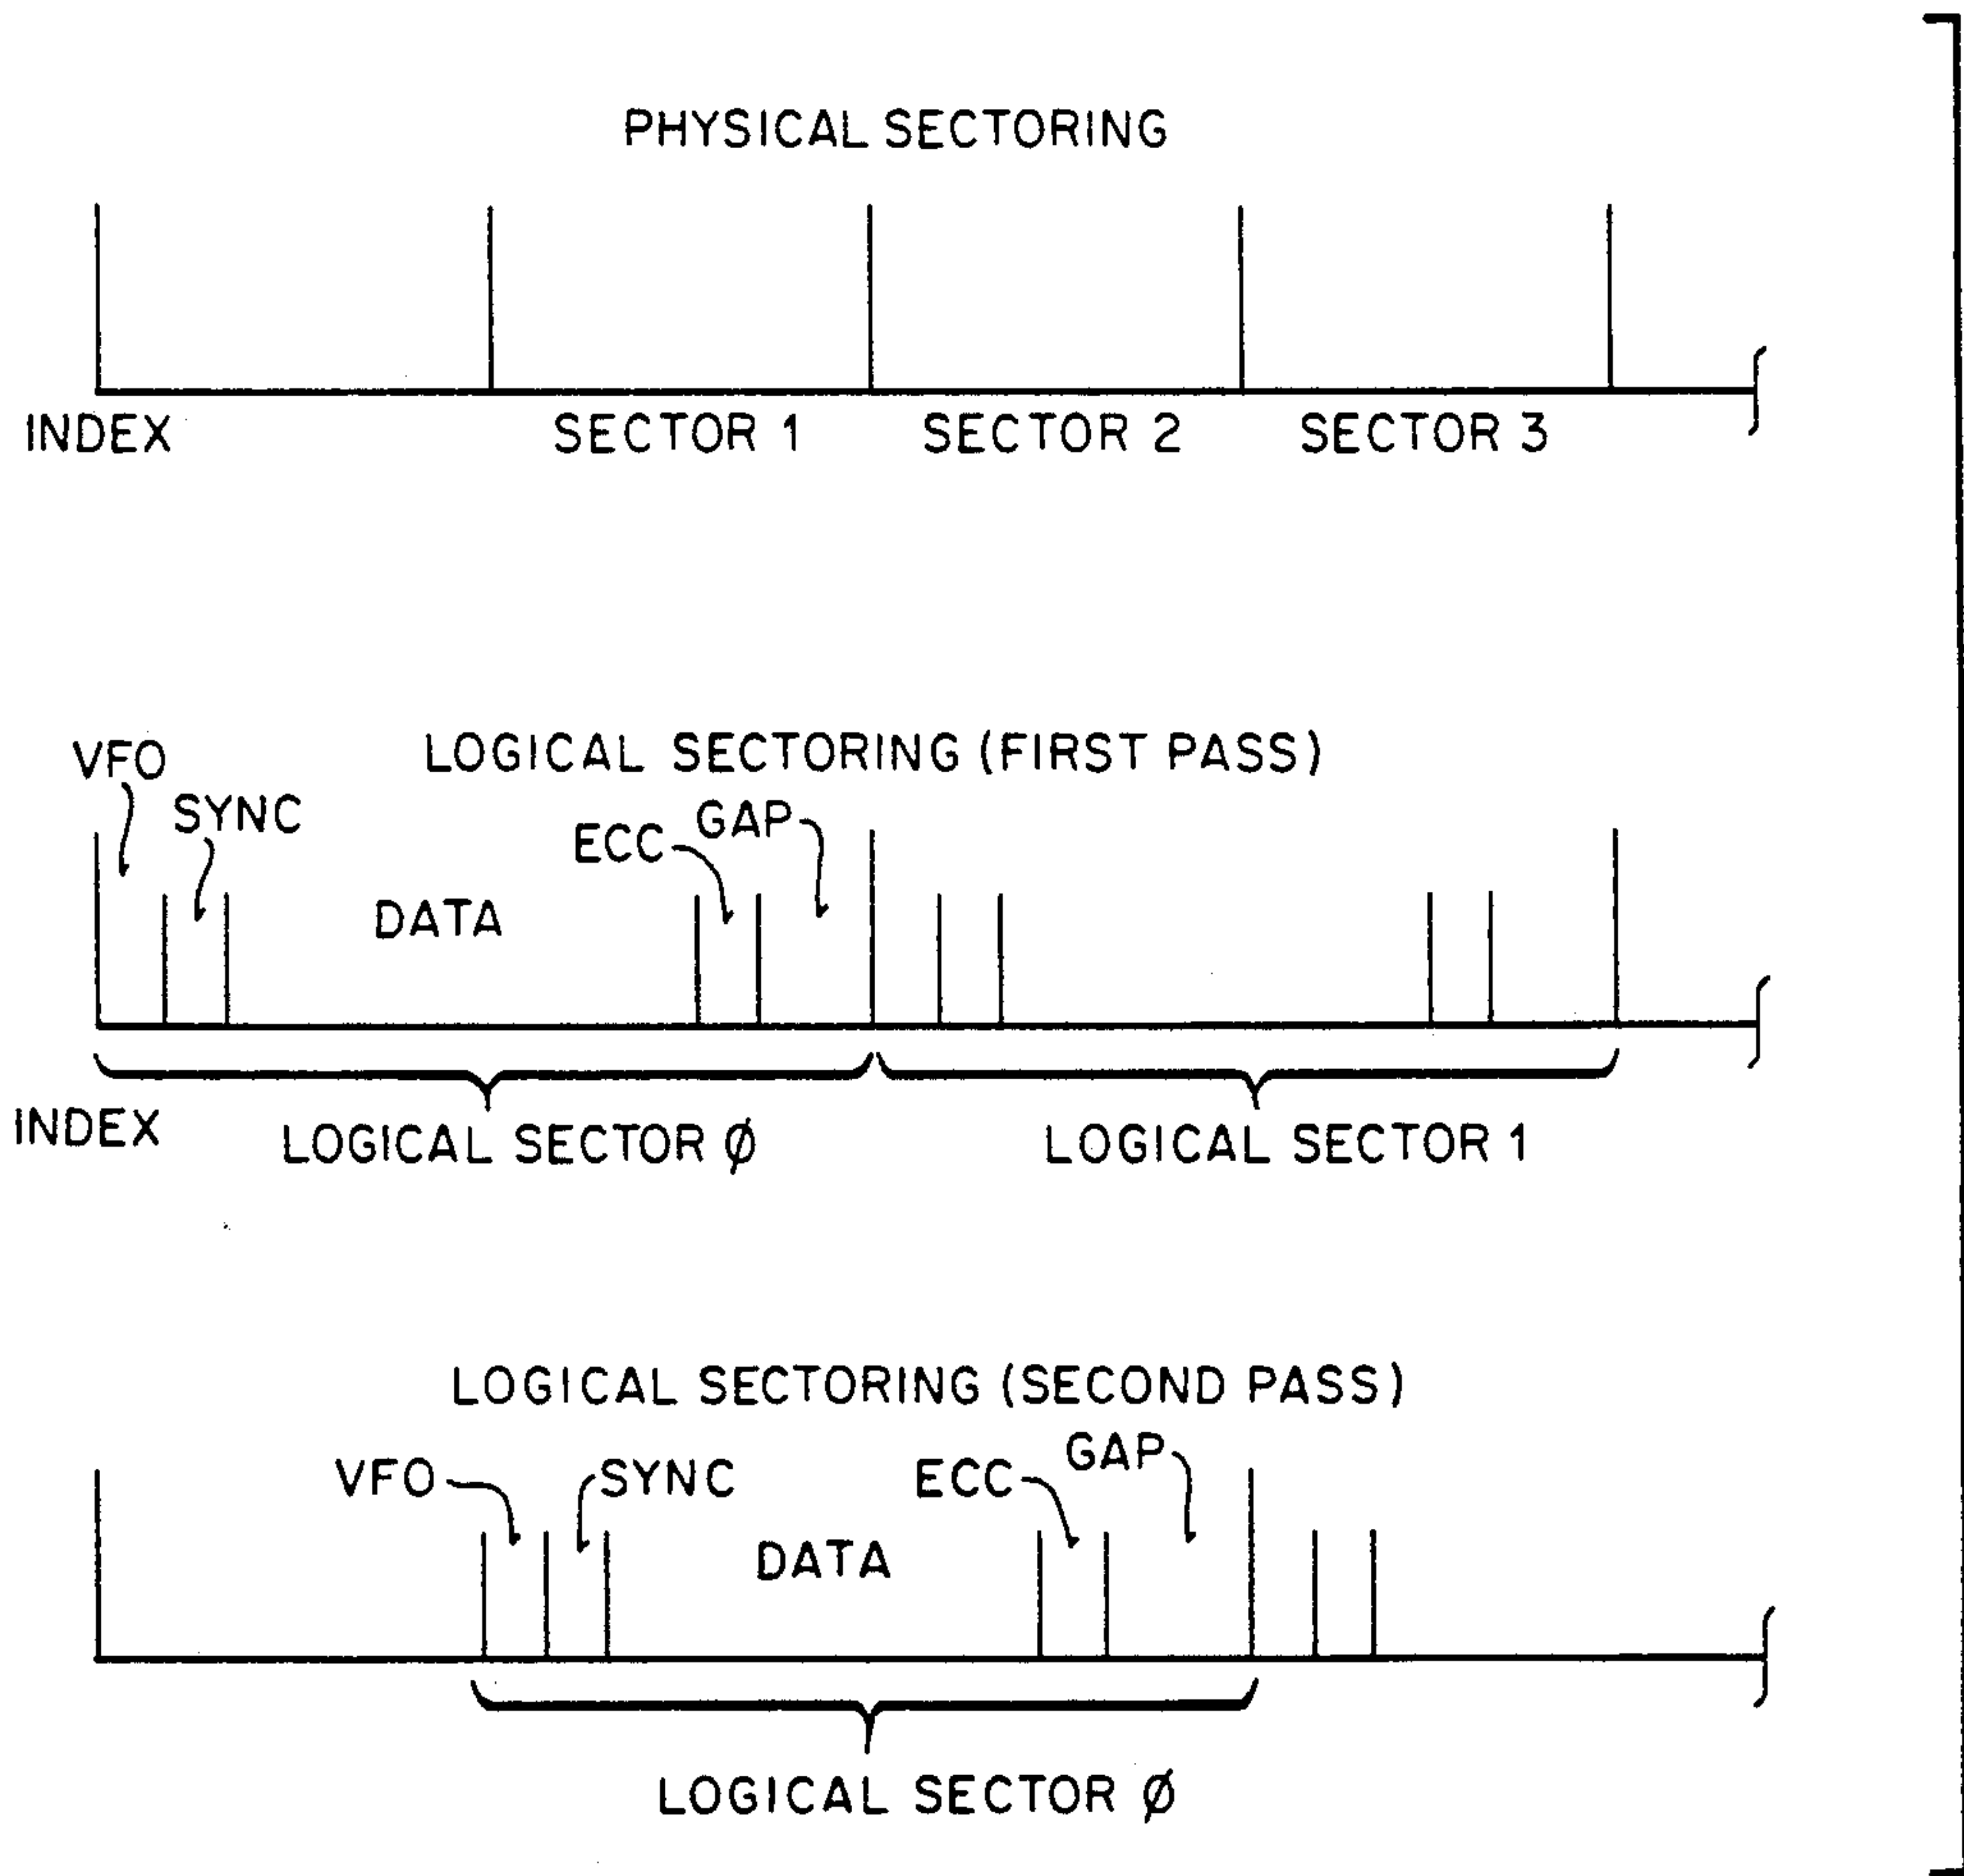 PHYSICAL SECTORING
INDEX SECTOR 1 SECTOR 2 SECTOR 3
LOGICAL SECTORING (FIRST PASS)
VFO
SYNC
ECC
GAP
DATA
INDEX
LOGICAL SECTOR Ø
LOGICAL SECTOR 1
LOGICAL SECTORING (SECOND PASS)
VFO
SYNC
ECC
GAP
DATA
LOGICAL SECTOR Ø